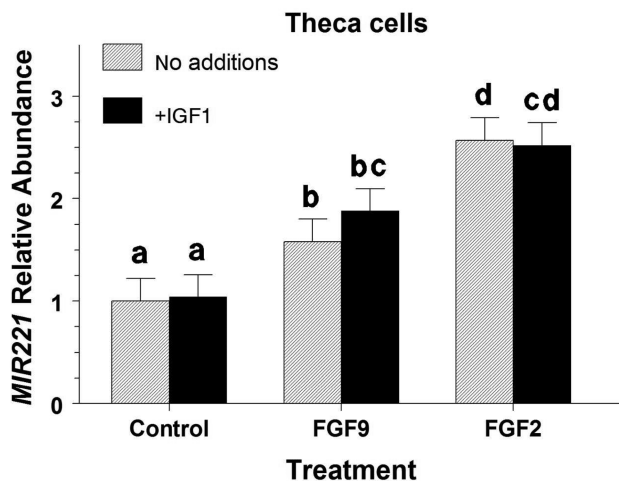 Theca cells
No additions
+IGF1
MIR221 Relative Abundance
3
2
1
0
a
a
b
bc
d
cd
Control
FGF9
FGF2
Treatment